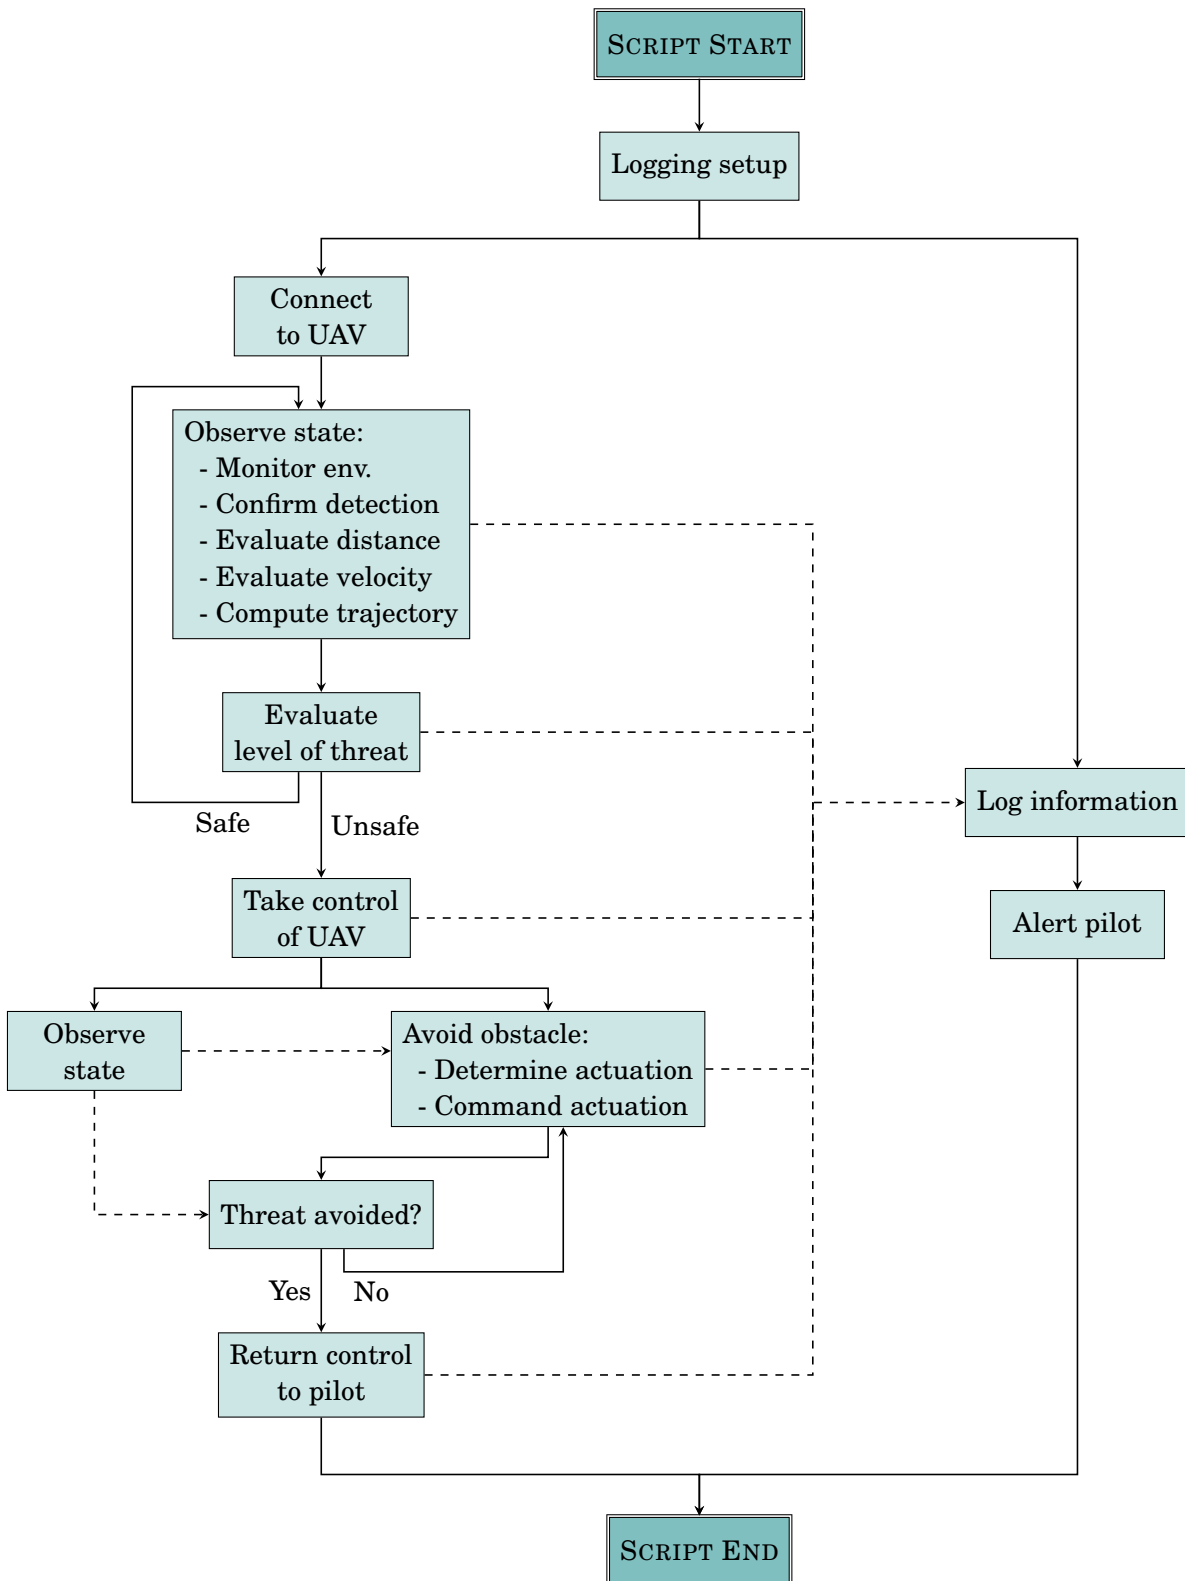 SCRIPT START
Logging setup
Connect
to UAV
Observe state:
- Monitor env.
- Confirm detection
- Evaluate distance
- Evaluate velocity
- Compute trajectory
Evaluate
level of threat
Safe
Unsafe
Log information
Take control
of UAV
Alert pilot
Observe
state
Avoid obstacle:
- Determine actuation
- Command actuation
Threat avoided?
Yes
No
Return control
to pilot
SCRIPT END